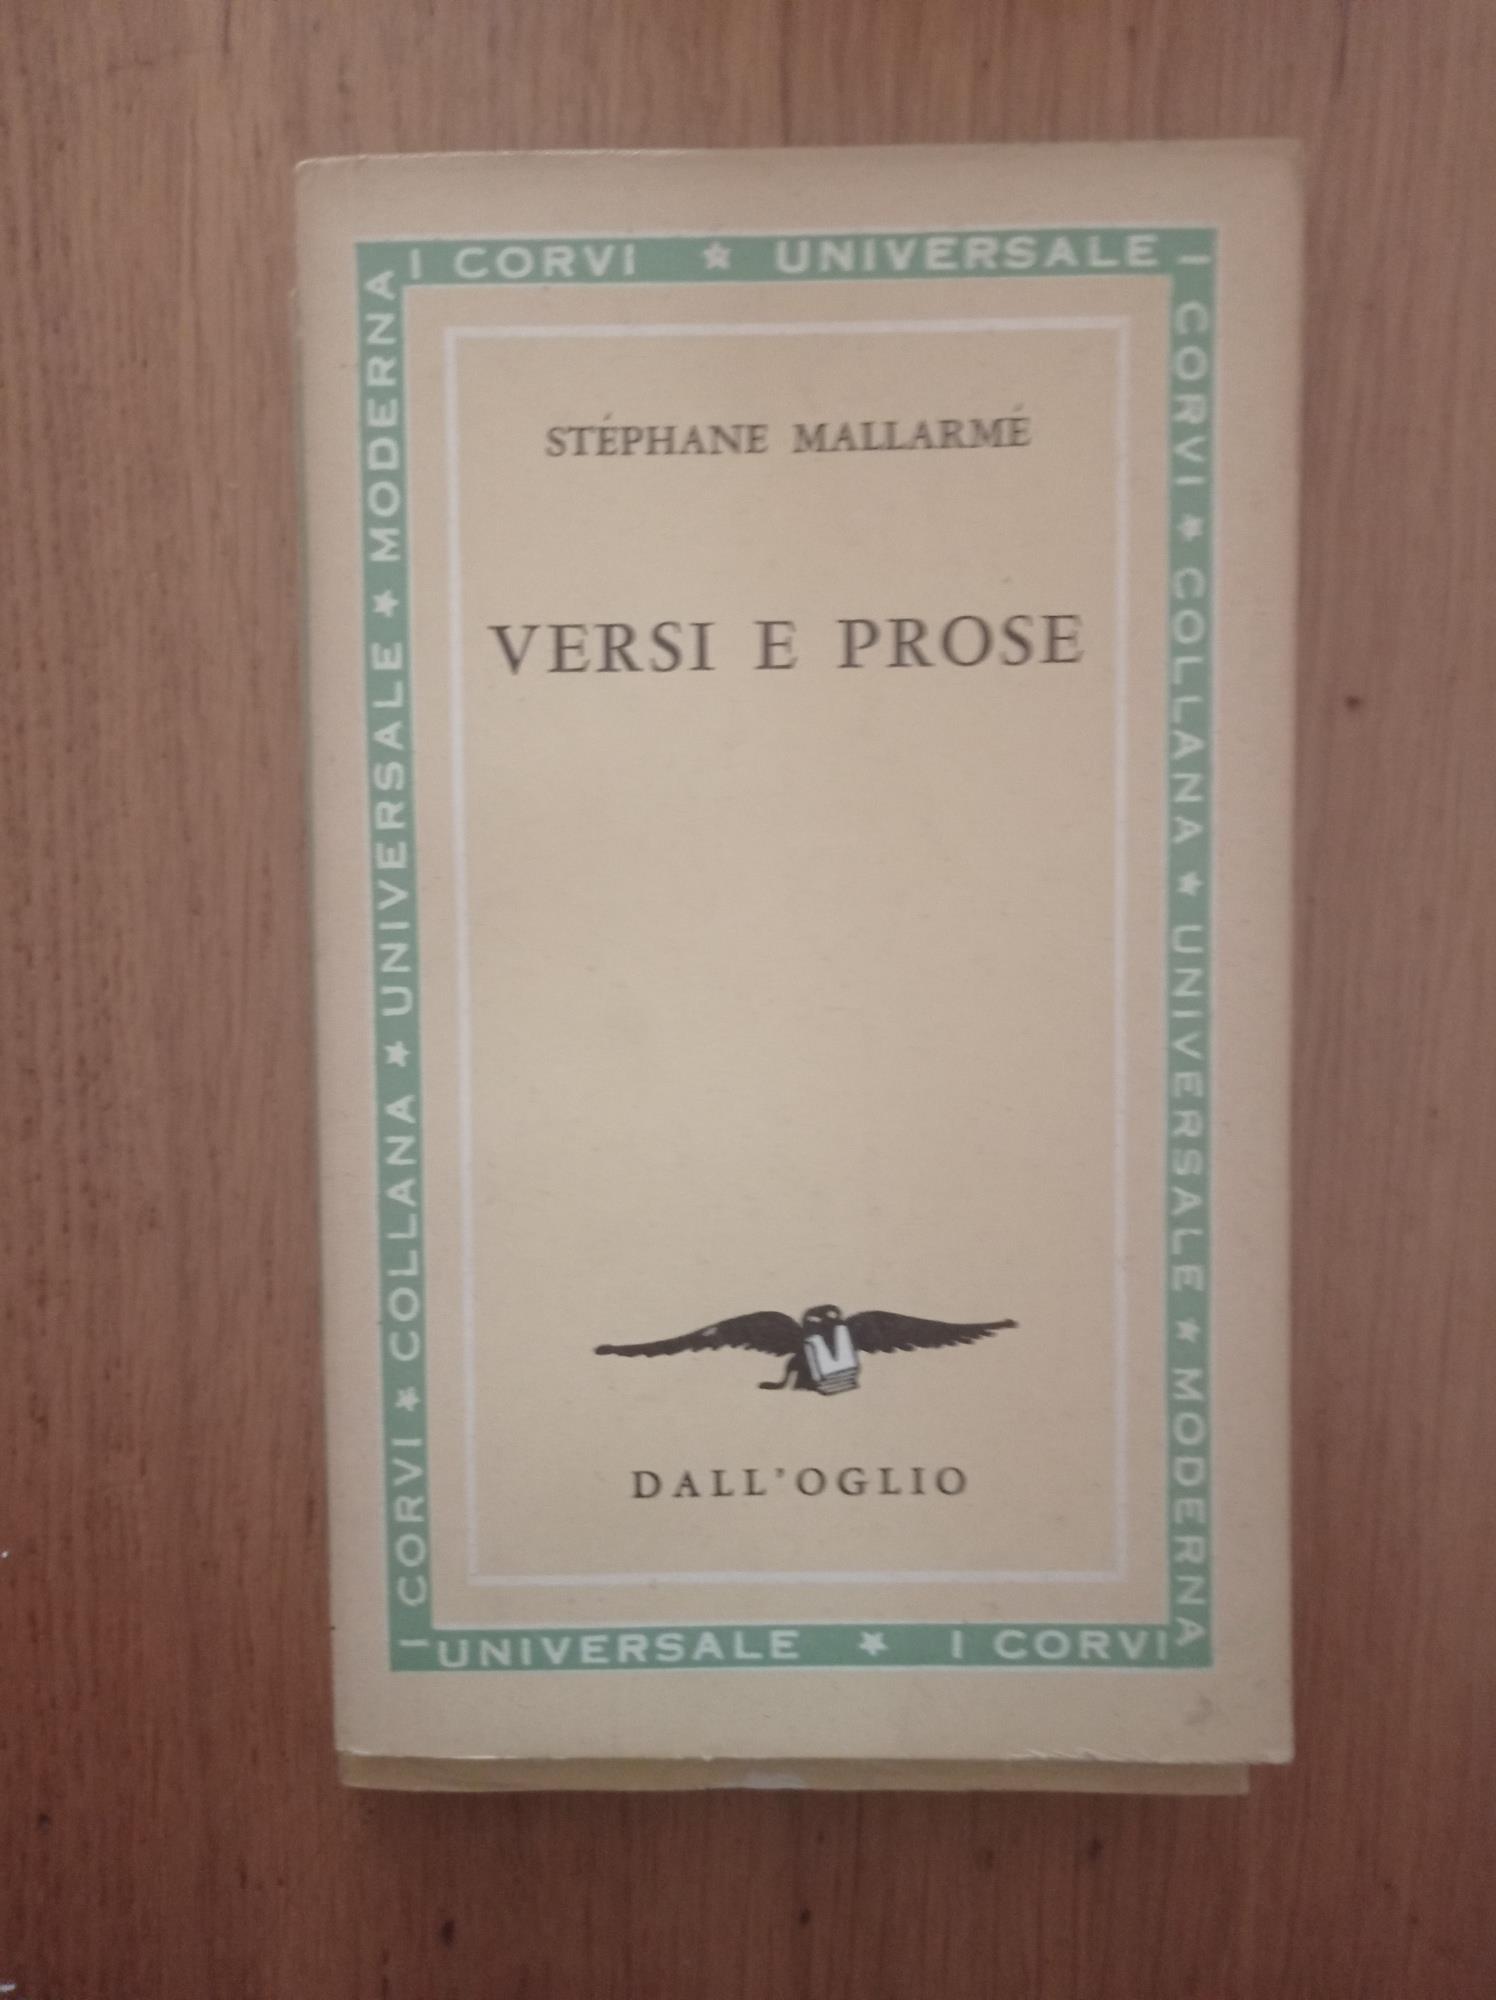 I CORVI ★ UNIVERSALE
I CORVI ★ COLLANA ★ UNIVERSALE ★ MODERNA
I CORVI ★ COLLANA ★ UNIVERSALE ★ MODERNA
STÉPHANE MALLARMÉ
VERSI E PROSE
DALL'OGLIO
UNIVERSALE ★ I CORVI